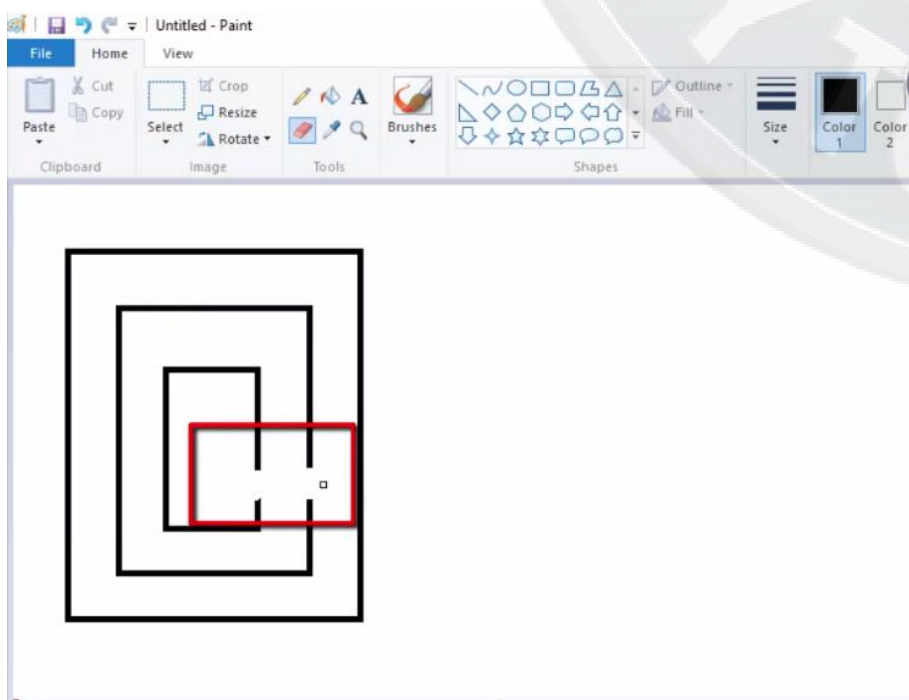 Untitled - Paint
File Home View
Cut
Copy
Paste
Clipboard
Select
Crop
Resize
Rotate
Image
A
Tools
Brushes
Outline
Fill
Shapes
Size
Color 1
Color 2